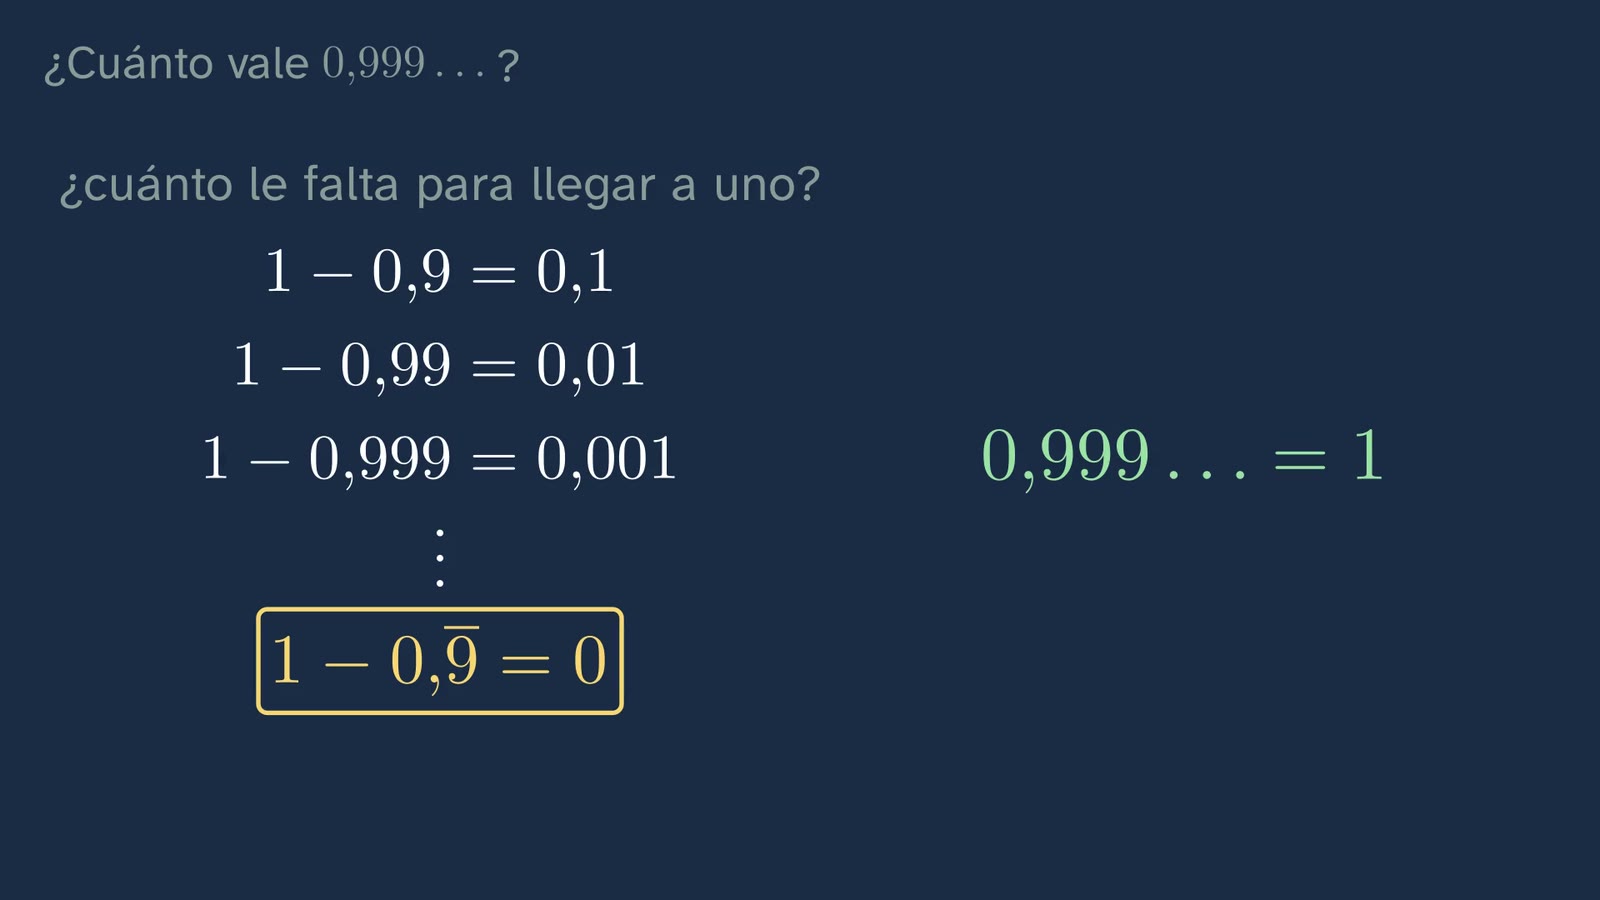 ¿Cuánto vale 0,999 . . . ?
¿cuánto le falta para llegar a uno?
1 − 0,9 = 0,1
1 − 0,99 = 0,01
1 − 0,999 = 0,001
⋮
1 − 0,9̅ = 0
0,999 . . . = 1